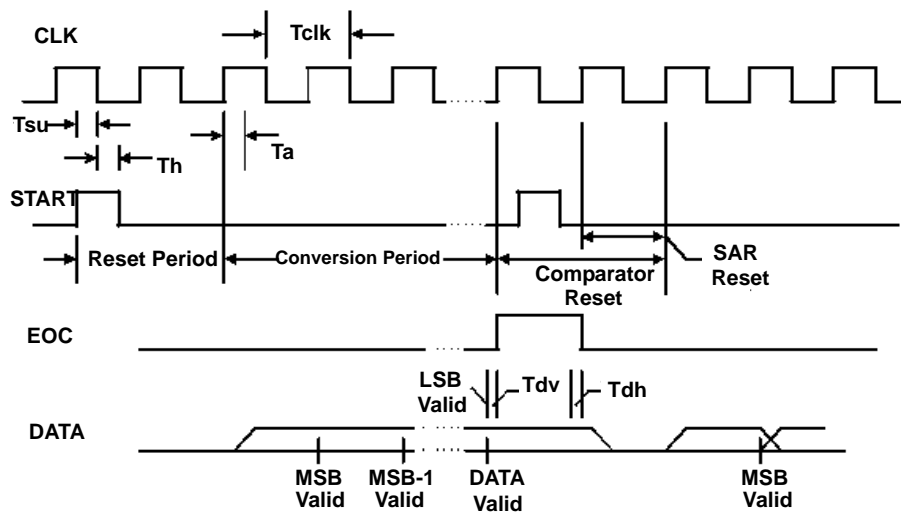 CLK
Tclk
Tsu
Th
Ta
START
Reset Period
Conversion Period
Comparator
Reset
SAR
Reset
EOC
LSB
Valid
Tdv
Tdh
DATA
MSB
Valid
MSB-1
Valid
DATA
Valid
MSB
Valid